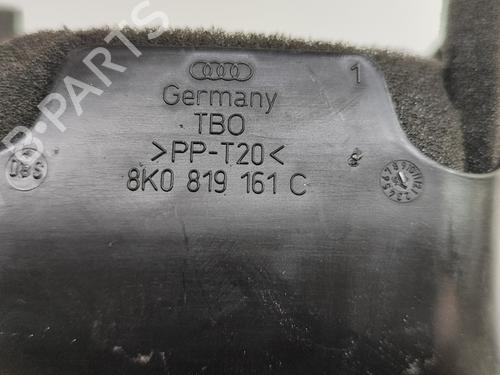 B-PARTS
1
Germany
TBO
>PP-T20<
8K0 819 161 C